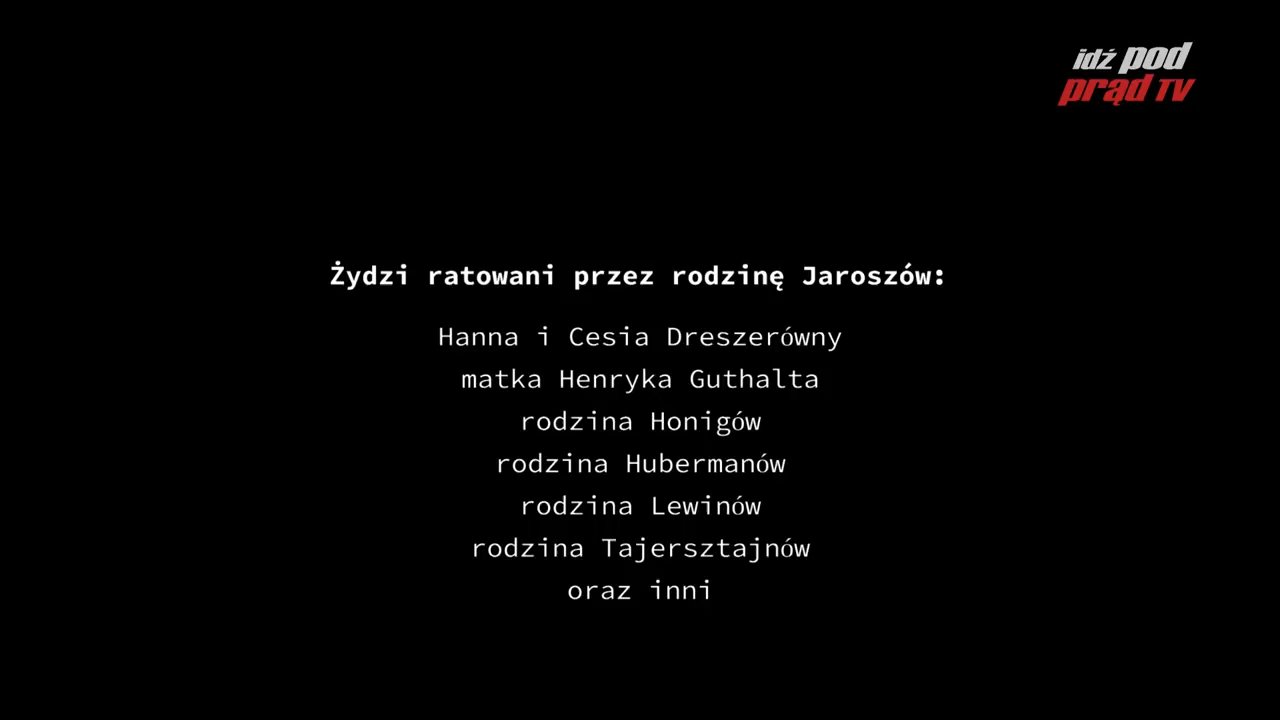 idź pod
prąd TV
Żydzi ratowani przez rodzinę Jaroszów:
Hanna i Cesia Dreszerówny
matka Henryka Guthalta
rodzina Honigów
rodzina Hubermanów
rodzina Lewinów
rodzina Tajersztajnów
oraz inni